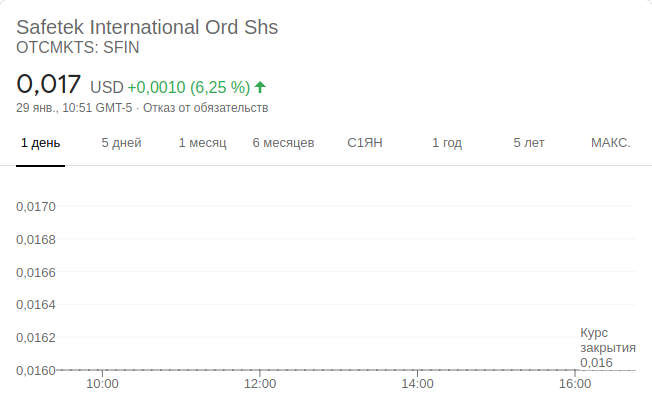 Safetek International Ord Shs
OTCMKTS: SFIN
0,017 USD +0,0010 (6,25 %)
29 янв., 10:51 GMT-5 · Отказ от обязательств
1 день 5 дней 1 месяц 6 месяцев С1ЯН 1 год 5 лет МАКС.
0,0170
0,0168
0,0166
0,0164
0,0162
Курс
закрытия
0,016
0,0160
10:00 12:00 14:00 16:00